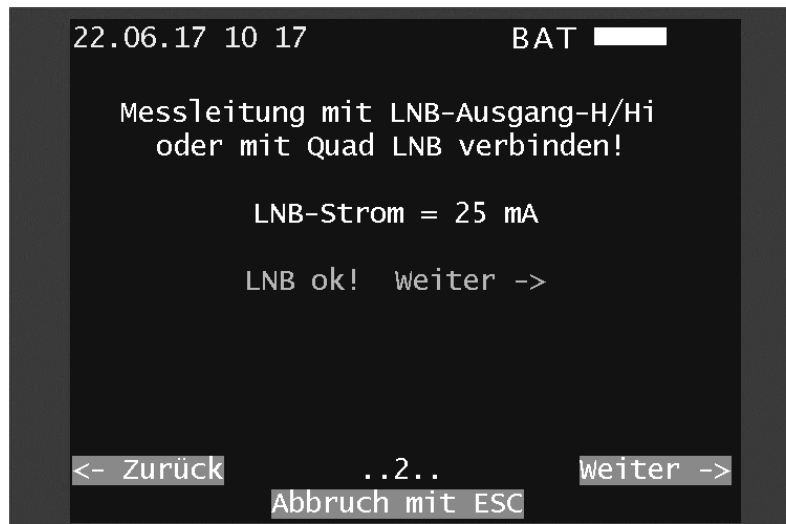 22.06.17 10 17 BAT
Messleitung mit LNB-Ausgang-H/Hi
oder mit Quad LNB verbinden!
LNB-Strom = 25 mA
LNB ok! Weiter ->
<- Zurück ..2.. Weiter ->
Abbruch mit ESC